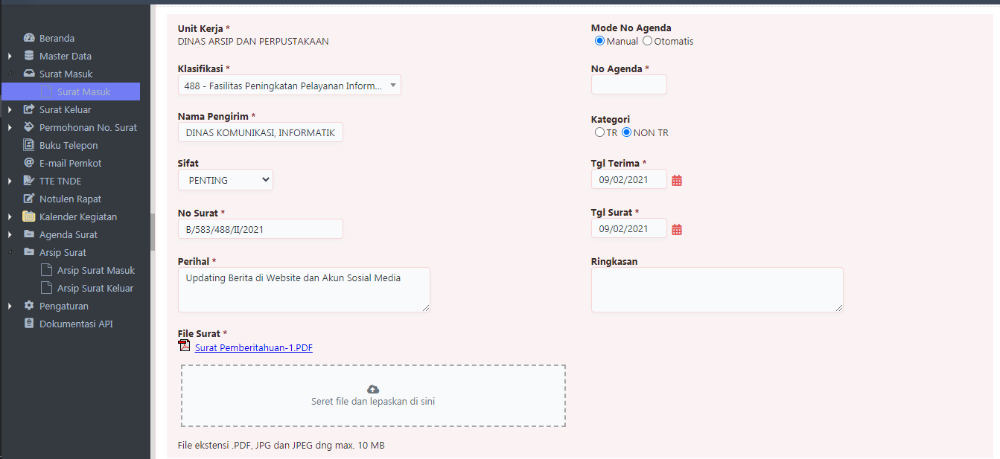 Beranda
Master Data
Surat Masuk
Surat Masuk
Surat Keluar
Permohonan No. Surat
Buku Telepon
E-mail Pemkot
TTE TNDE
Notulen Rapat
Kalender Kegiatan
Agenda Surat
Arsip Surat
Arsip Surat Masuk
Arsip Surat Keluar
Pengaturan
Dokumentasi API
Unit Kerja *
DINAS ARSIP DAN PERPUSTAKAAN
Mode No Agenda
Manual Otomatis
Klasifikasi *
488 - Fasilitas Peningkatan Pelayanan Inform...
No Agenda *
Nama Pengirim *
DINAS KOMUNIKASI, INFORMATIK
Kategori
TR NON TR
Sifat
PENTING
Tgl Terima *
09/02/2021
No Surat *
B/583/488/II/2021
Tgl Surat *
09/02/2021
Perihal *
Updating Berita di Website dan Akun Sosial Media
Ringkasan
File Surat *
Surat Pemberitahuan-1.PDF
Seret file dan lepaskan di sini
File ekstensi .PDF, JPG dan JPEG dng max. 10 MB